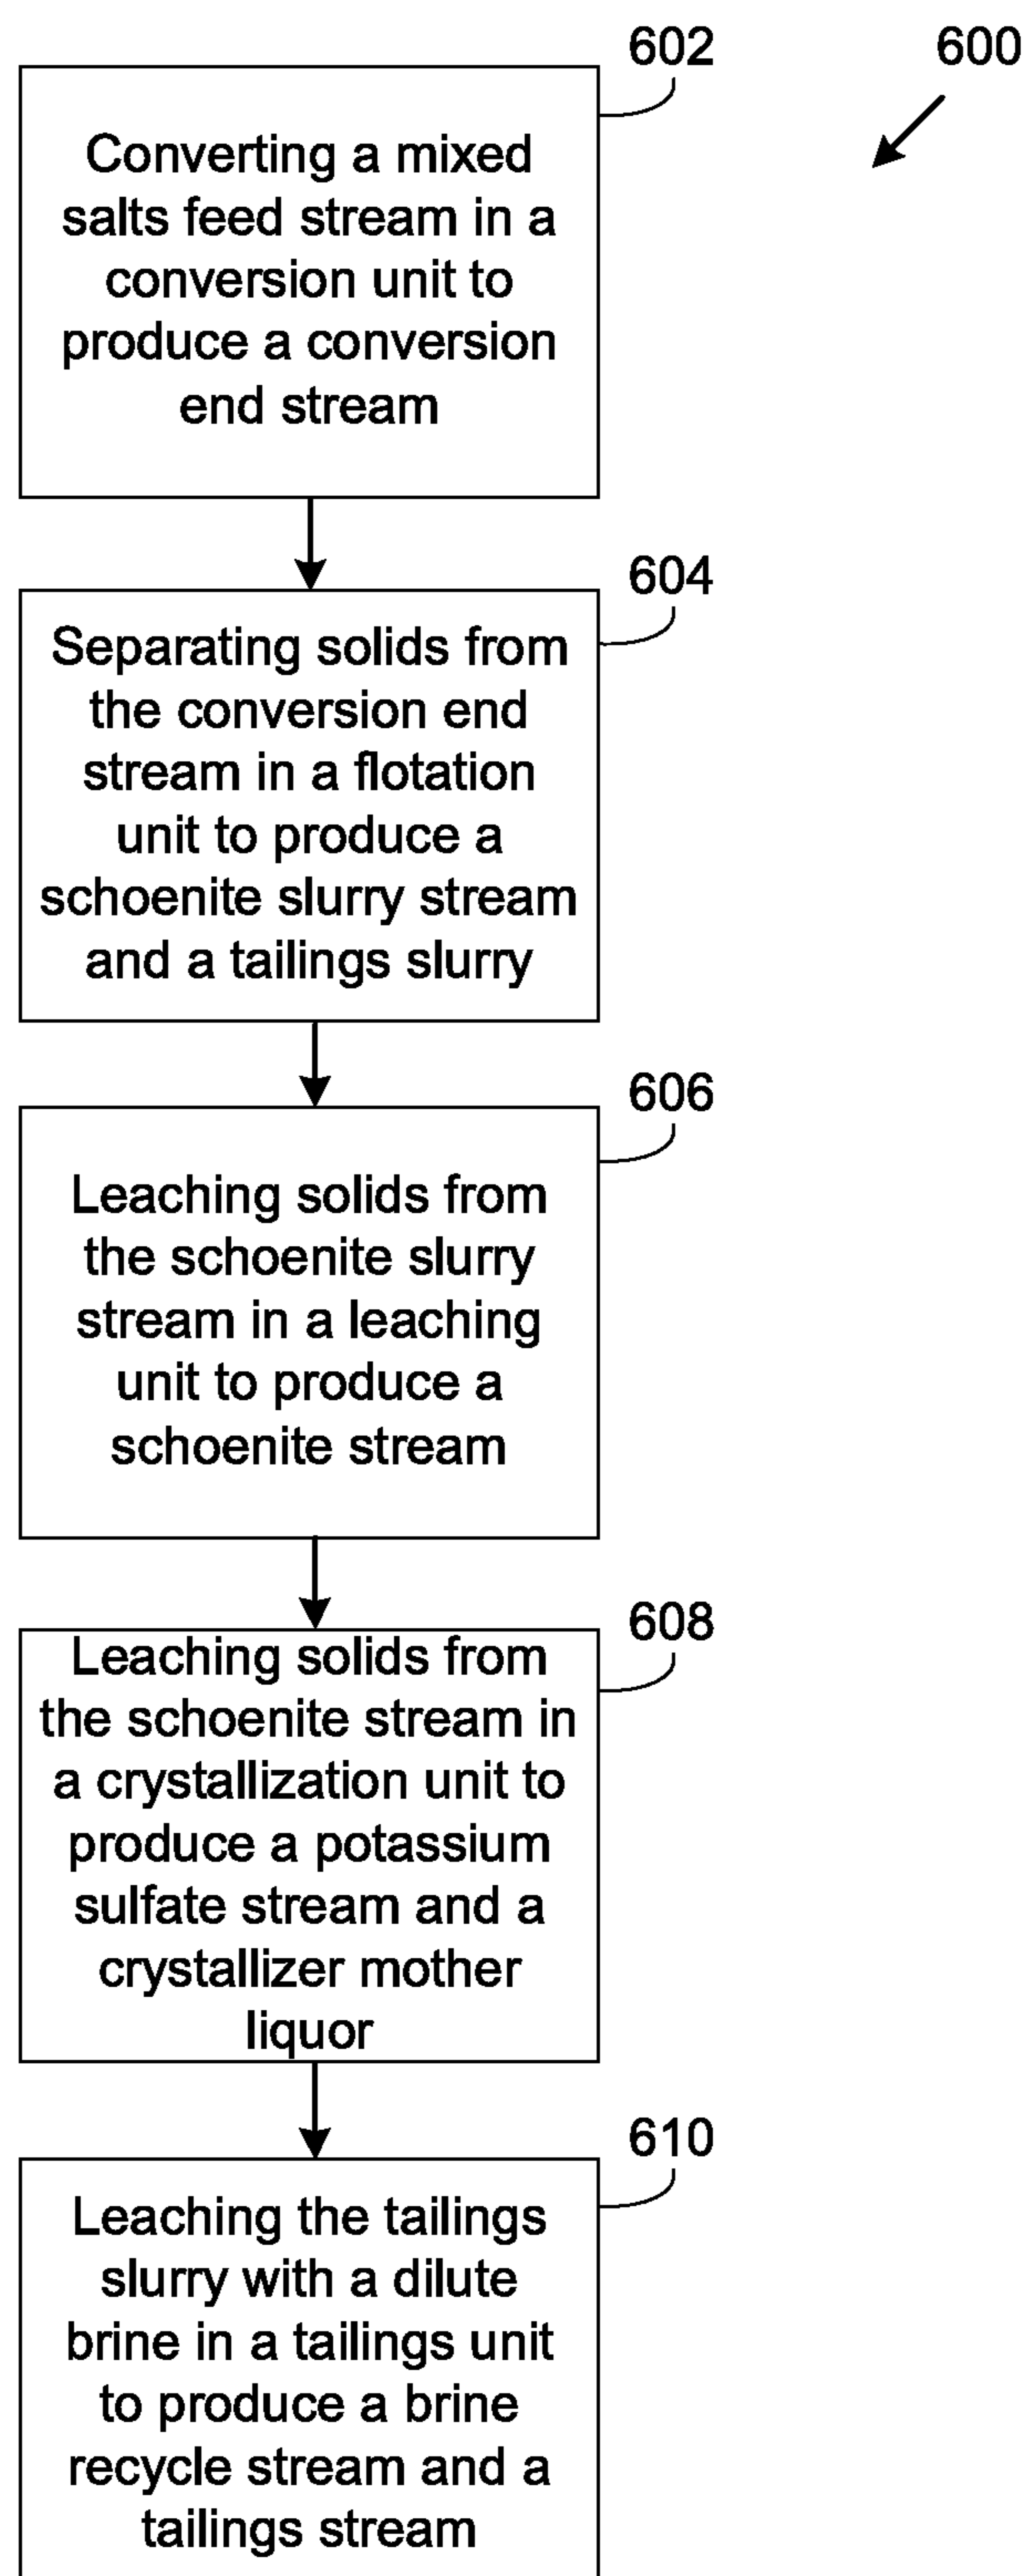 602
600
Converting a mixed
salts feed stream in a
conversion unit to
produce a conversion
end stream
604
Separating solids from
the conversion end
stream in a flotation
unit to produce a
schoenite slurry stream
and a tailings slurry
606
Leaching solids from
the schoenite slurry
stream in a leaching
unit to produce a
schoenite stream
608
Leaching solids from
the schoenite stream in
a crystallization unit to
produce a potassium
sulfate stream and a
crystallizer mother
liquor
610
Leaching the tailings
slurry with a dilute
brine in a tailings unit
to produce a brine
recycle stream and a
tailings stream